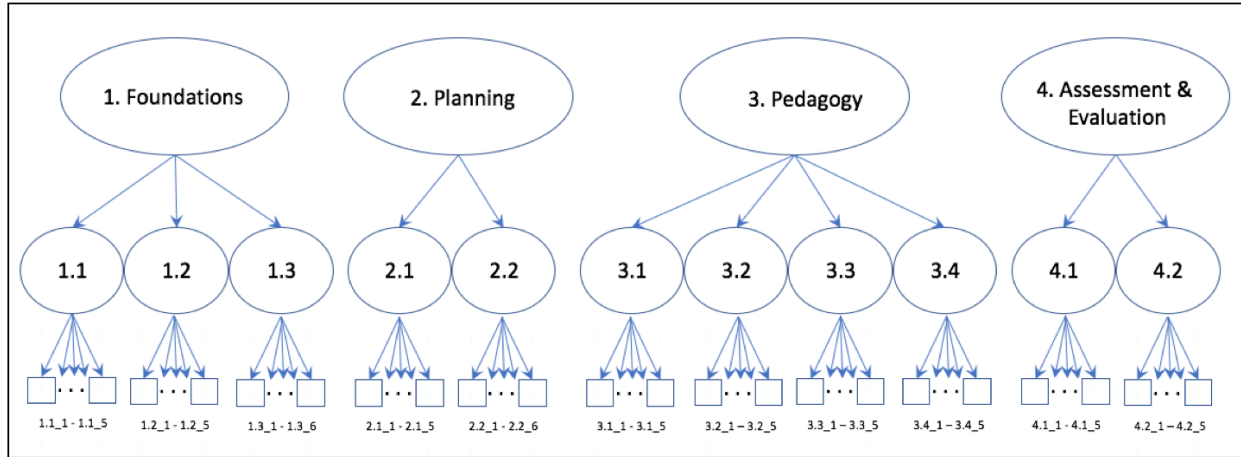 1. Foundations
2. Planning
3. Pedagogy
4. Assessment &
Evaluation
1.1
1.2
1.3
2.1
2.2
3.1
3.2
3.3
3.4
4.1
4.2
1.1_1 - 1.1_5
1.2_1 - 1.2_5
1.3_1 - 1.3_6
2.1_1 - 2.1_5
2.2_1 - 2.2_6
3.1_1 - 3.1_5
3.2_1 – 3.2_5
3.3_1 – 3.3_5
3.4_1 – 3.4_5
4.1_1 - 4.1_5
4.2_1 – 4.2_5